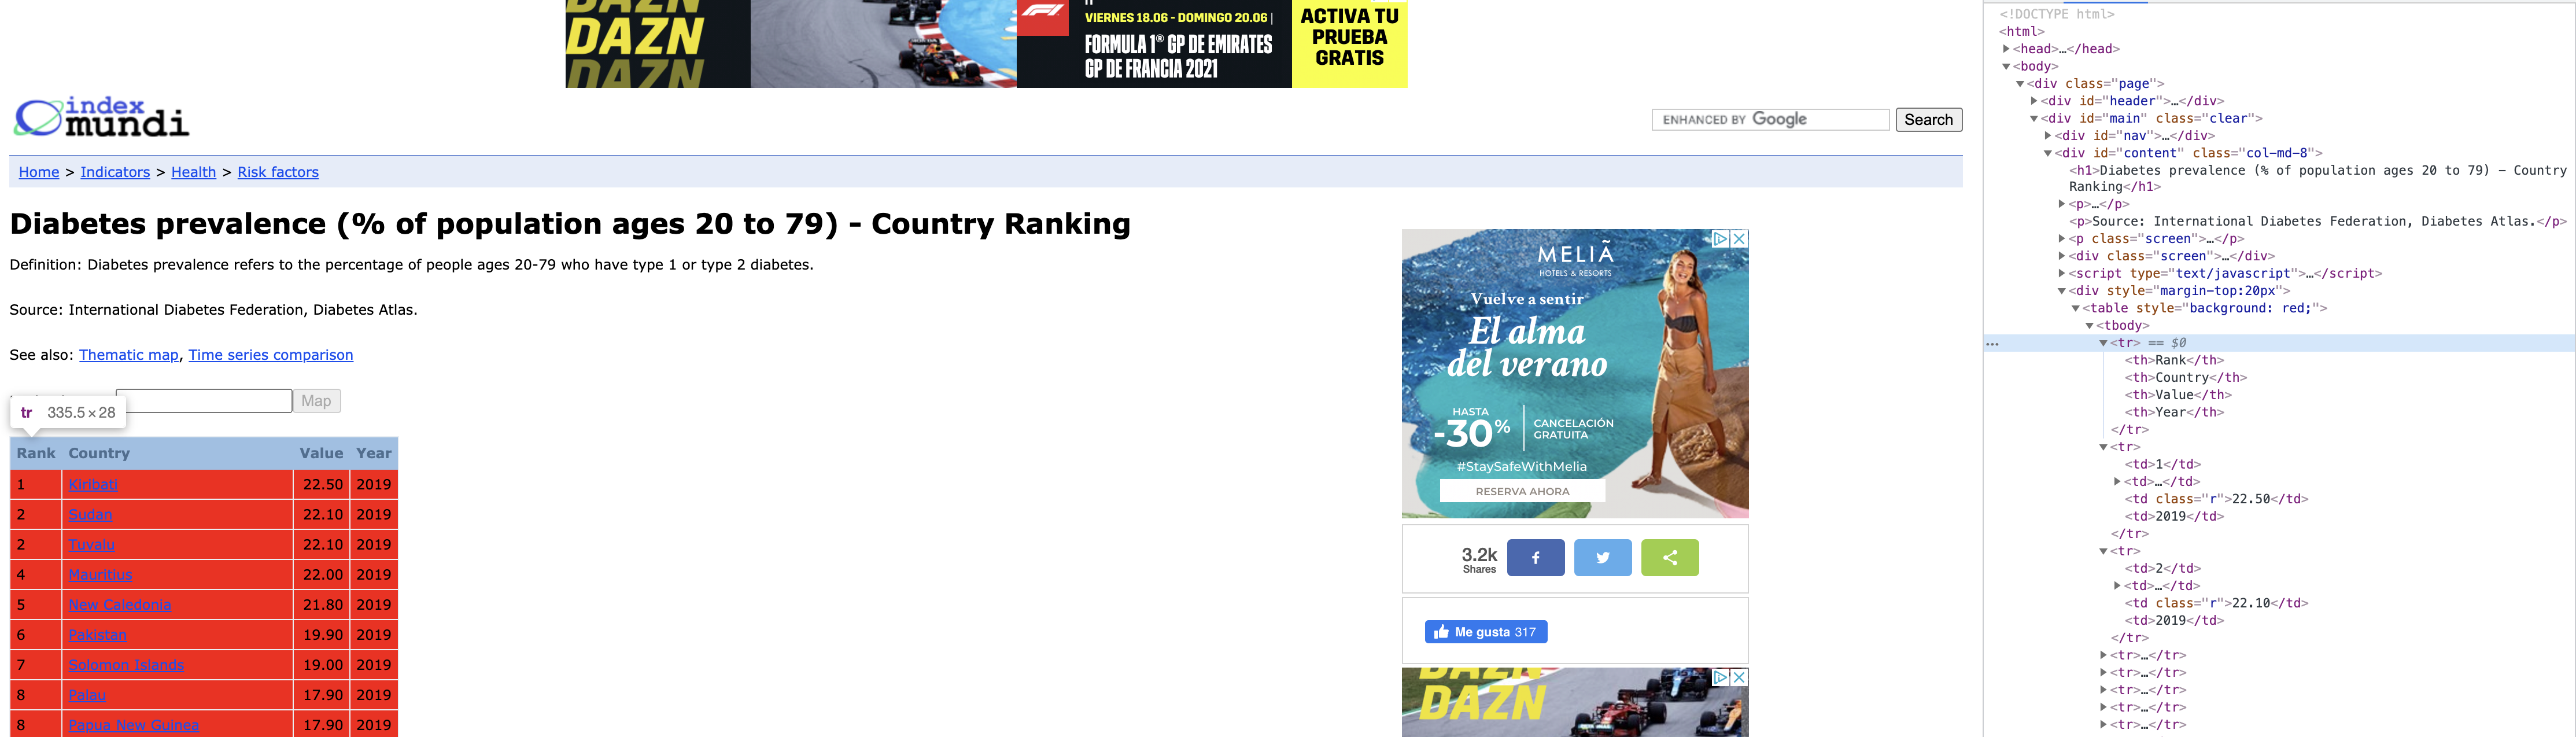 DAZN
DAZN
DAZN
VIERNES 18.06 - DOMINGO 20.06 |
FORMULA 1® GP DE EMIRATES
GP DE FRANCIA 2021
ACTIVA TU
PRUEBA
GRATIS
index
mundi
ENHANCED BY Google
Search
Home > Indicators > Health > Risk factors
Diabetes prevalence (% of population ages 20 to 79) - Country Ranking
Definition: Diabetes prevalence refers to the percentage of people ages 20-79 who have type 1 or type 2 diabetes.
Source: International Diabetes Federation, Diabetes Atlas.
See also: Thematic map, Time series comparison
Map
tr 335.5 × 28
Rank Country Value Year
1 Kiribati 22.50 2019
2 Sudan 22.10 2019
2 Tuvalu 22.10 2019
4 Mauritius 22.00 2019
5 New Caledonia 21.80 2019
6 Pakistan 19.90 2019
7 Solomon Islands 19.00 2019
8 Palau 17.90 2019
8 Papua New Guinea 17.90 2019
MELIÃ
HOTELS & RESORTS
Vuelve a sentir
El alma
del verano
HASTA
-30%
CANCELACIÓN
GRATUITA
#StaySafeWithMelia
RESERVA AHORA
3.2k
Shares
Me gusta 317
DAZN
DAZN
<!DOCTYPE html>
<html>
<head>…</head>
<body>
<div class="page">
<div id="header">…</div>
<div id="main" class="clear">
<div id="nav">…</div>
<div id="content" class="col-md-8">
<h1>Diabetes prevalence (% of population ages 20 to 79) - Country
Ranking</h1>
<p>…</p>
<p>Source: International Diabetes Federation, Diabetes Atlas.</p>
<p class="screen">…</p>
<div class="screen">…</div>
<script type="text/javascript">…</script>
<div style="margin-top:20px">
<table style="background: red;">
<tbody>
… <tr> == $0
<th>Rank</th>
<th>Country</th>
<th>Value</th>
<th>Year</th>
</tr>
<tr>
<td>1</td>
<td>…</td>
<td class="r">22.50</td>
<td>2019</td>
</tr>
<tr>
<td>2</td>
<td>…</td>
<td class="r">22.10</td>
<td>2019</td>
</tr>
<tr>…</tr>
<tr>…</tr>
<tr>…</tr>
<tr>…</tr>
<tr>…</tr>